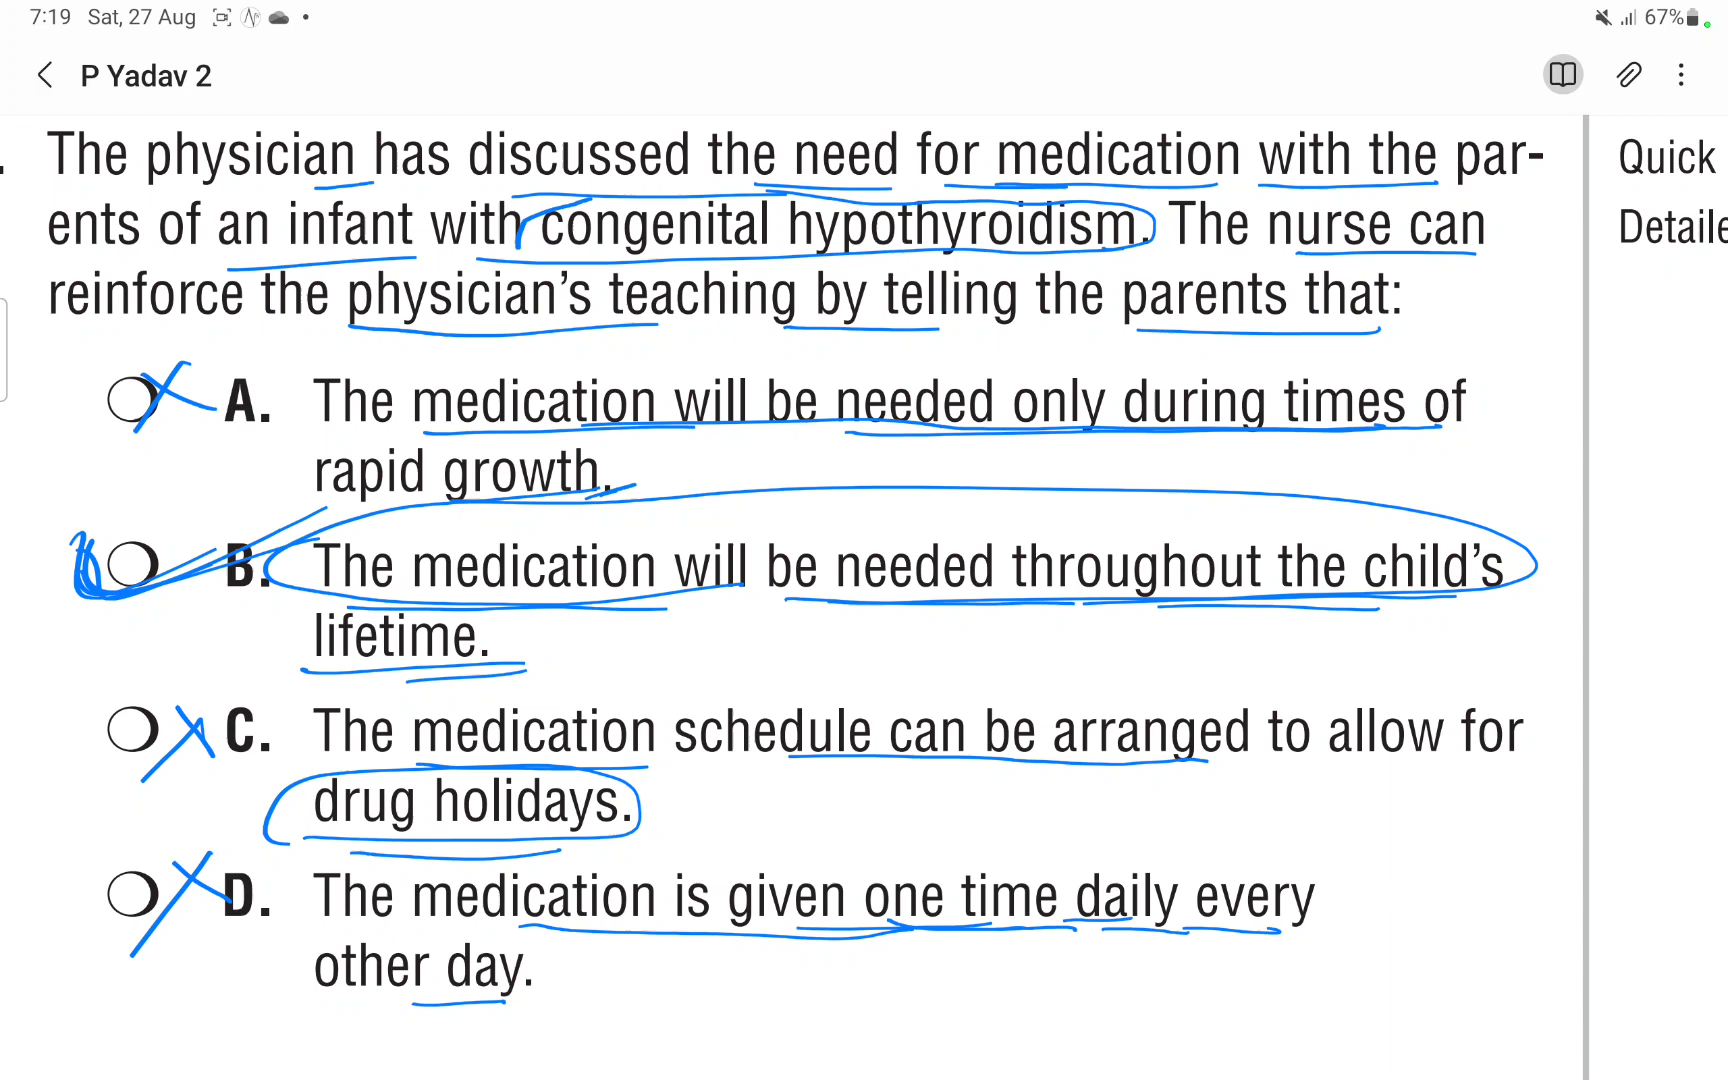 7:19 Sat, 27 Aug
67%
P Yadav 2
The physician has discussed the need for medication with the par-
ents of an infant with congenital hypothyroidism. The nurse can
reinforce the physician's teaching by telling the parents that:
A. The medication will be needed only during times of
rapid growth.
B. The medication will be needed throughout the child's
lifetime.
C. The medication schedule can be arranged to allow for
drug holidays.
D. The medication is given one time daily every
other day.
Quick
Detaile